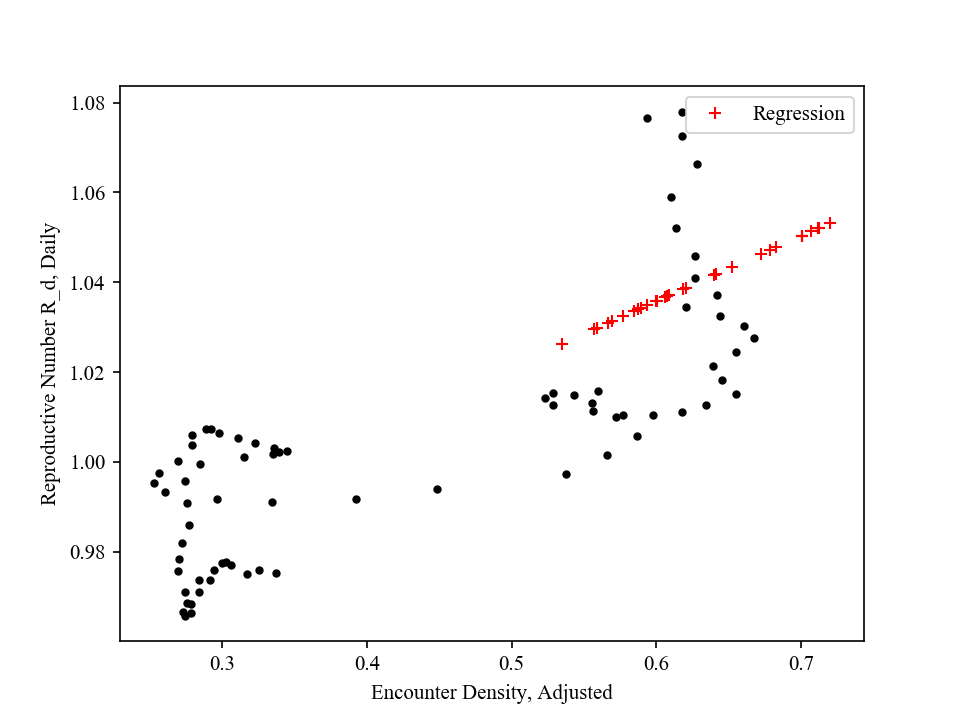 1.08
Regression
1.06
1.04
1.02
1.00
0.98
Reproductive Number R_d, Daily
0.3 0.4 0.5 0.6 0.7
Encounter Density, Adjusted